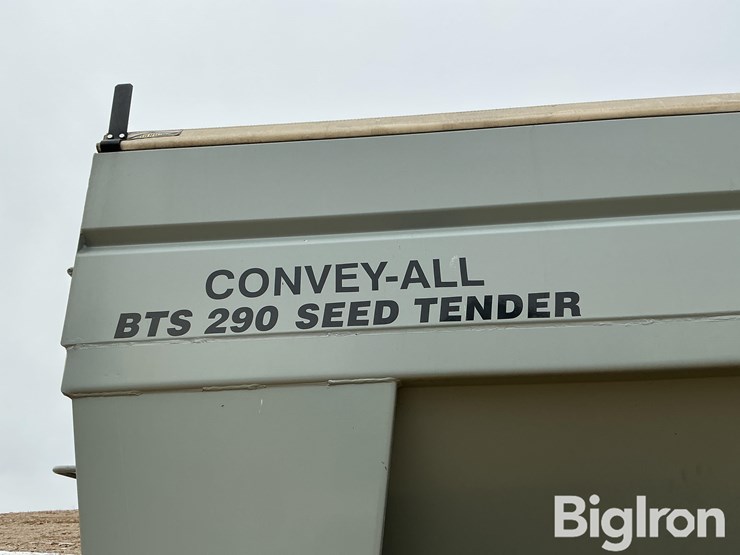 CONVEY-ALL
BTS 290 SEED TENDER
BigIron